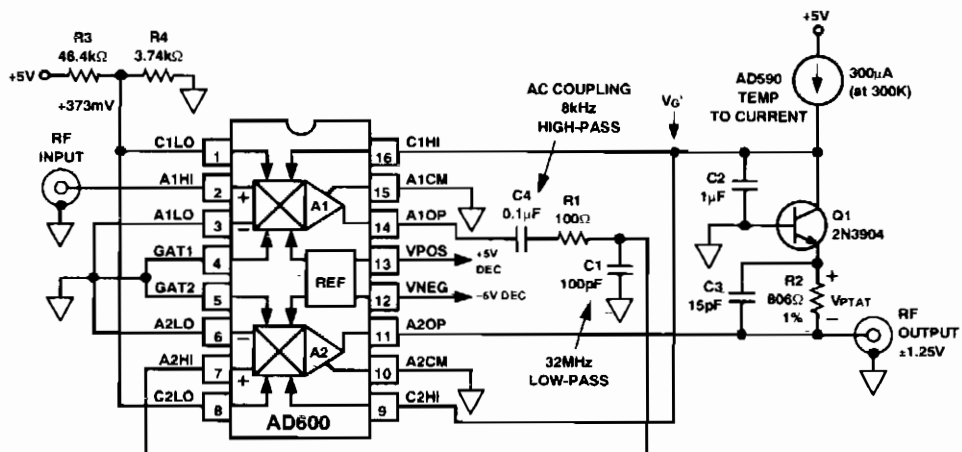 R3
46.4kΩ
R4
3.74kΩ
+5V
+373mV
RF
INPUT
C1LO
A1HI
A1LO
GAT1
GAT2
A2LO
A2HI
C2LO
1
2
3
4
5
6
7
8
+
−
A1
REF
−
+
A2
AD600
16
15
14
13
12
11
10
9
C1HI
A1CM
A1OP
VPOS
VNEG
A2OP
A2CM
C2HI
+5V
DEC
−5V DEC
AC COUPLING
8kHz
HIGH-PASS
C4
0.1µF
R1
100Ω
C1
100pF
32MHz
LOW-PASS
VG'
+5V
AD590
TEMP
TO CURRENT
300µA
(at 300K)
C2
1µF
Q1
2N3904
C3
15pF
R2
806Ω
1%
+
VPTAT
−
RF
OUTPUT
±1.25V